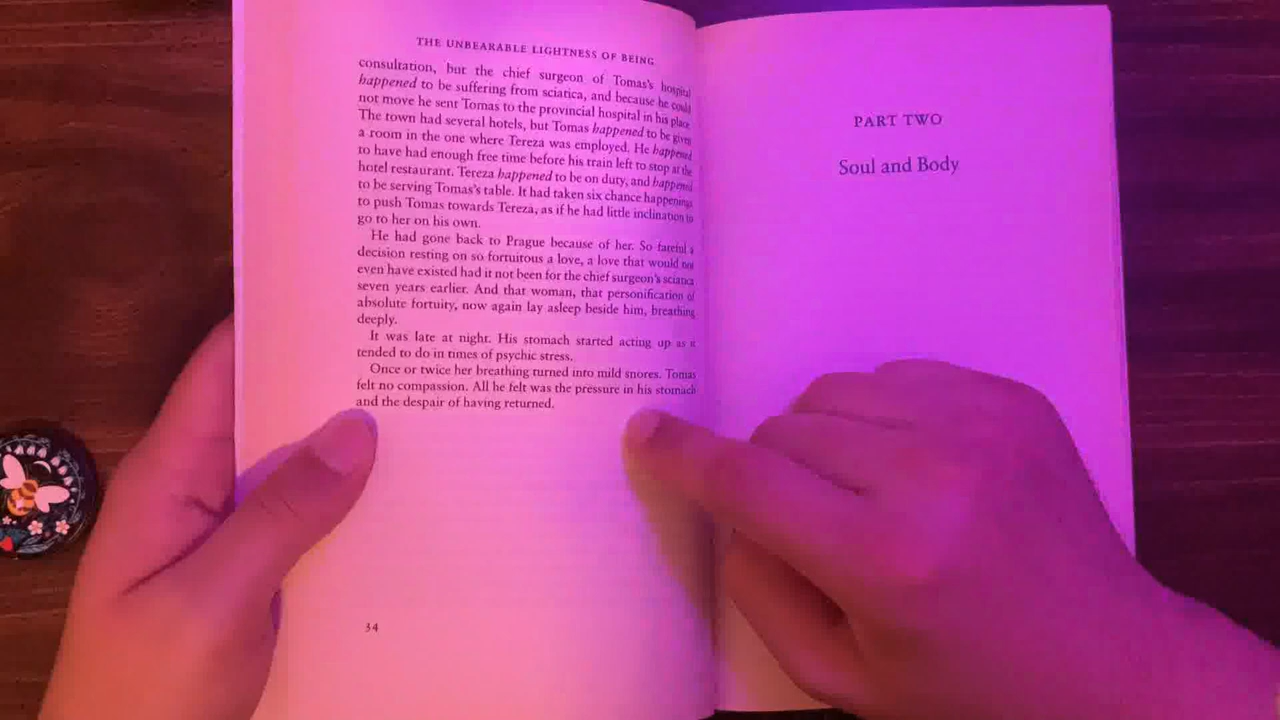 THE UNBEARABLE LIGHTNESS OF BEING
consultation, but the chief surgeon of Tomas's hospital
happened to be suffering from sciatica, and because he could
not move he sent Tomas to the provincial hospital in his place.
The town had several hotels, but Tomas happened to be given
a room in the one where Tereza was employed. He happened
to have had enough free time before his train left to stop at the
hotel restaurant. Tereza happened to be on duty, and happened
to be serving Tomas's table. It had taken six chance happenings
to push Tomas towards Tereza, as if he had little inclination to
go to her on his own.
He had gone back to Prague because of her. So fateful a
decision resting on so fortuitous a love, a love that would not
even have existed had it not been for the chief surgeon's sciatica
seven years earlier. And that woman, that personification of
absolute fortuity, now again lay asleep beside him, breathing
deeply.
It was late at night. His stomach started acting up as it
tended to do in times of psychic stress.
Once or twice her breathing turned into mild snores. Tomas
felt no compassion. All he felt was the pressure in his stomach
and the despair of having returned.
34
PART TWO
Soul and Body